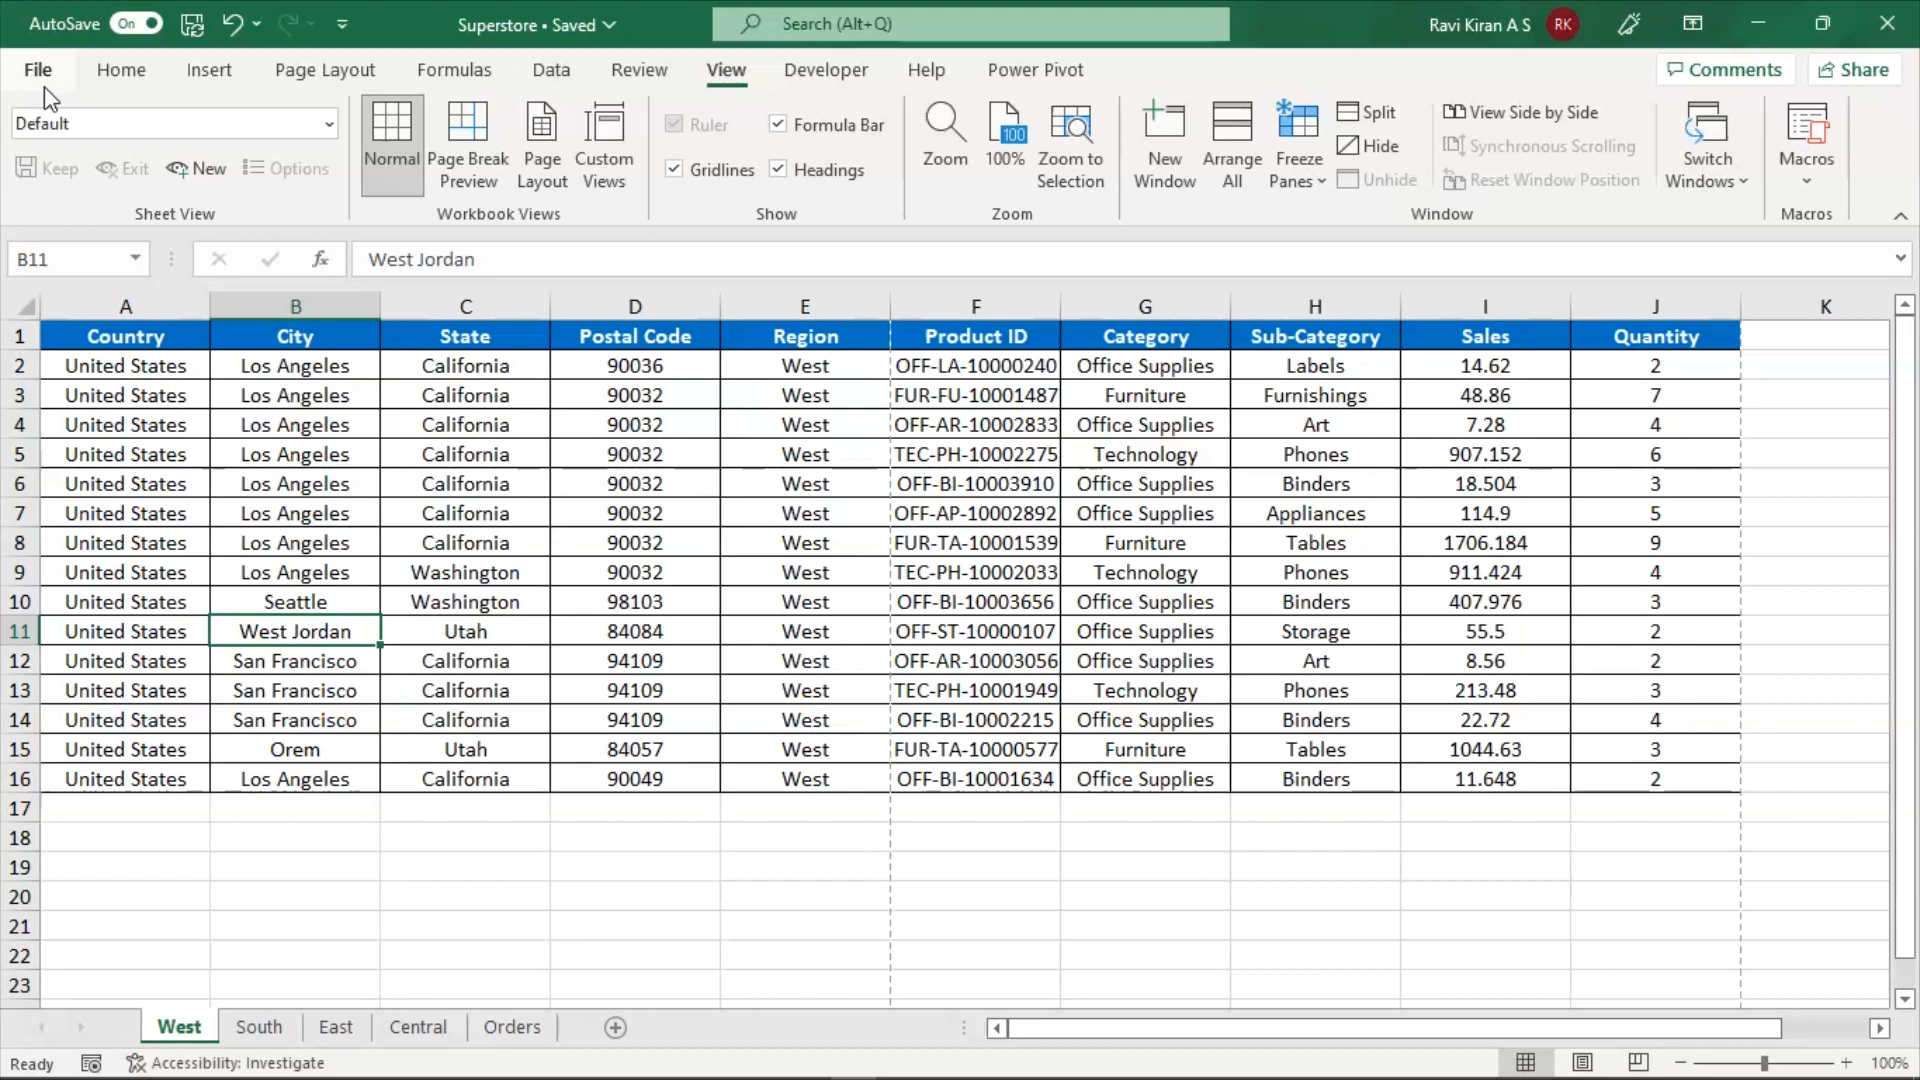 AutoSave On Superstore • Saved Search (Alt+Q) Ravi Kiran A S RK
File Home Insert Page Layout Formulas Data Review View Developer Help Power Pivot Comments Share
Default
Keep Exit New Options
Sheet View
Normal Page Break Preview Page Layout Custom Views
Workbook Views
Ruler Formula Bar
Gridlines Headings
Show
Zoom 100 100% Zoom to Selection
Zoom
New Window Arrange All Freeze Panes
Split
Hide
Unhide
View Side by Side
Synchronous Scrolling
Reset Window Position
Switch Windows
Window
Macros
Macros
B11 fx West Jordan
A B C D E F G H I J K
1 Country City State Postal Code Region Product ID Category Sub-Category Sales Quantity
2 United States Los Angeles California 90036 West OFF-LA-10000240 Office Supplies Labels 14.62 2
3 United States Los Angeles California 90032 West FUR-FU-10001487 Furniture Furnishings 48.86 7
4 United States Los Angeles California 90032 West OFF-AR-10002833 Office Supplies Art 7.28 4
5 United States Los Angeles California 90032 West TEC-PH-10002275 Technology Phones 907.152 6
6 United States Los Angeles California 90032 West OFF-BI-10003910 Office Supplies Binders 18.504 3
7 United States Los Angeles California 90032 West OFF-AP-10002892 Office Supplies Appliances 114.9 5
8 United States Los Angeles California 90032 West FUR-TA-10001539 Furniture Tables 1706.184 9
9 United States Los Angeles Washington 90032 West TEC-PH-10002033 Technology Phones 911.424 4
10 United States Seattle Washington 98103 West OFF-BI-10003656 Office Supplies Binders 407.976 3
11 United States West Jordan Utah 84084 West OFF-ST-10000107 Office Supplies Storage 55.5 2
12 United States San Francisco California 94109 West OFF-AR-10003056 Office Supplies Art 8.56 2
13 United States San Francisco California 94109 West TEC-PH-10001949 Technology Phones 213.48 3
14 United States San Francisco California 94109 West OFF-BI-10002215 Office Supplies Binders 22.72 4
15 United States Orem Utah 84057 West FUR-TA-10000577 Furniture Tables 1044.63 3
16 United States Los Angeles California 90049 West OFF-BI-10001634 Office Supplies Binders 11.648 2
17
18
19
20
21
22
23
West South East Central Orders
Ready Accessibility: Investigate 100%